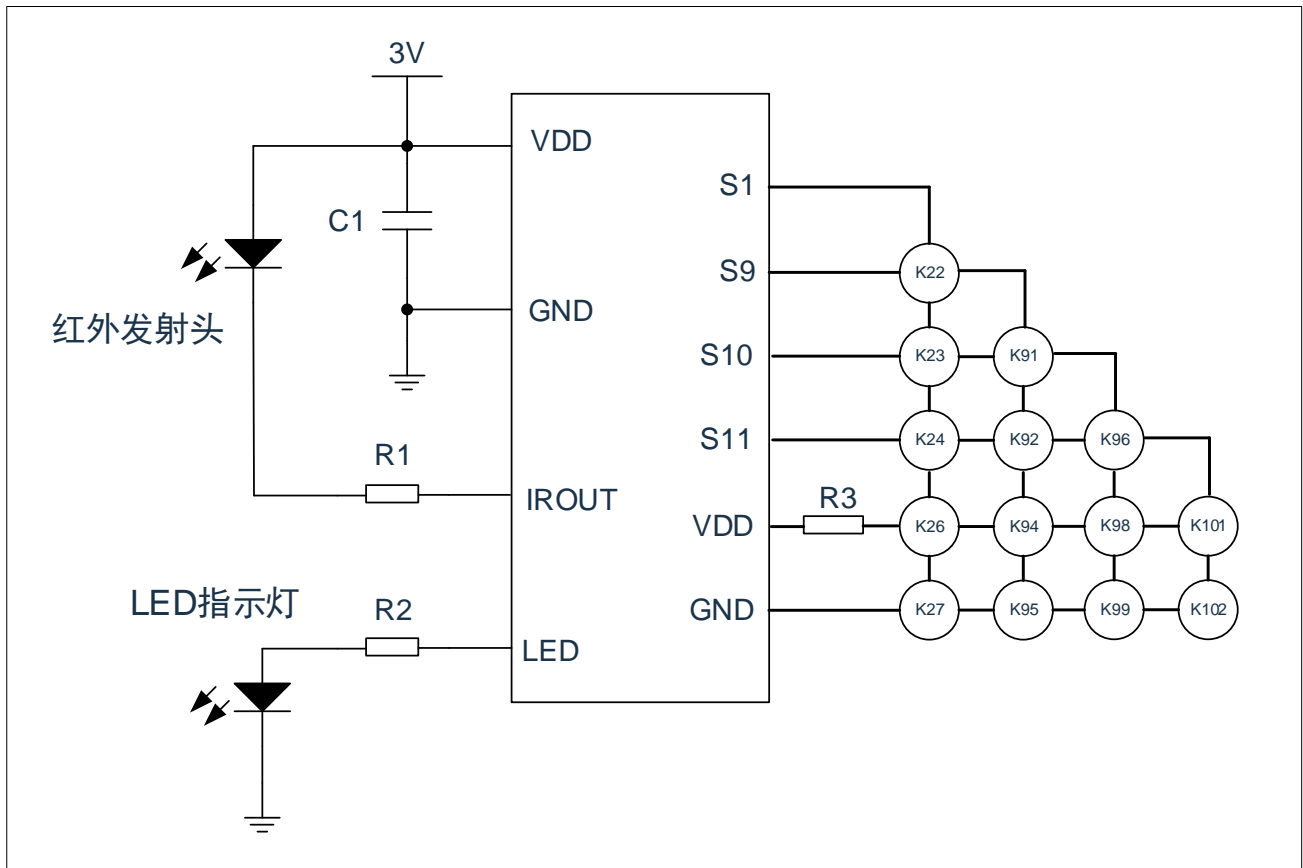 3V
VDD
S1
C1
S9
K22
GND
红外发射头
S10
K23
K91
S11
K24
K92
K96
R1
IROUT
VDD
R3
K26
K94
K98
K101
LED指示灯
R2
GND
K27
K95
K99
K102
LED